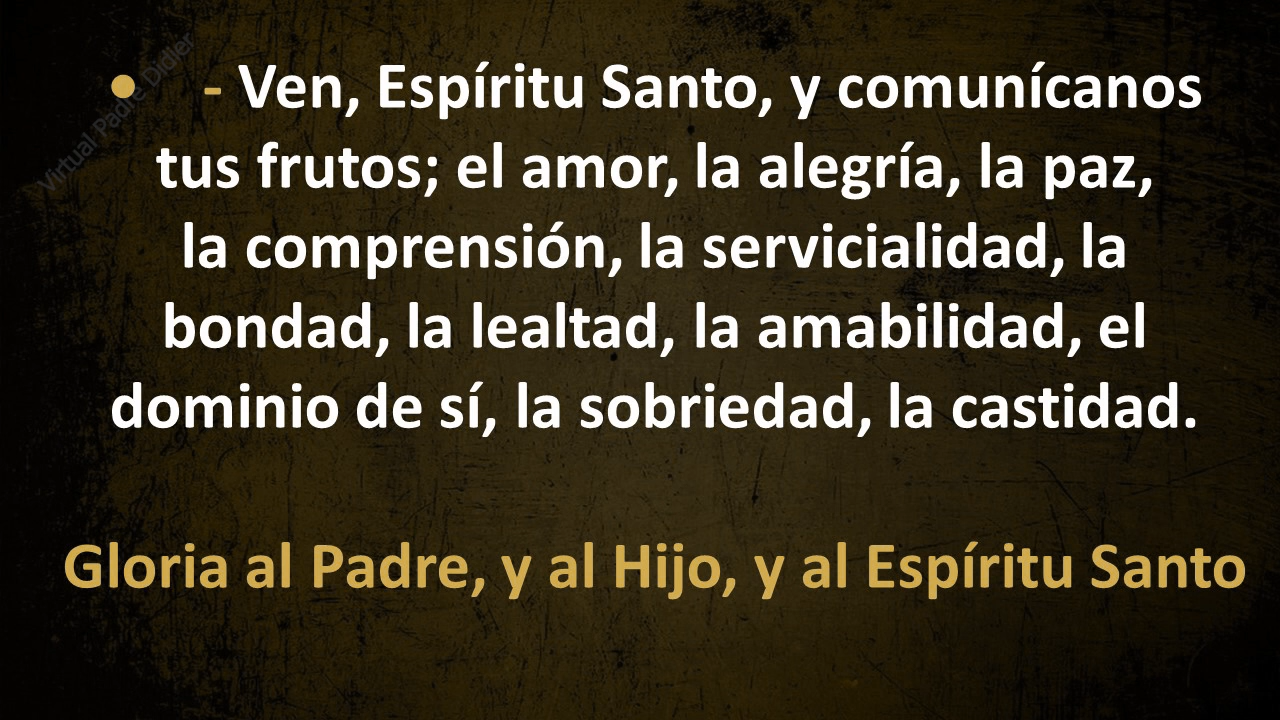 • - Ven, Espíritu Santo, y comunícanos
tus frutos; el amor, la alegría, la paz,
la comprensión, la servicialidad, la
bondad, la lealtad, la amabilidad, el
dominio de sí, la sobriedad, la castidad.
Gloria al Padre, y al Hijo, y al Espíritu Santo
Virtual Padre Didier